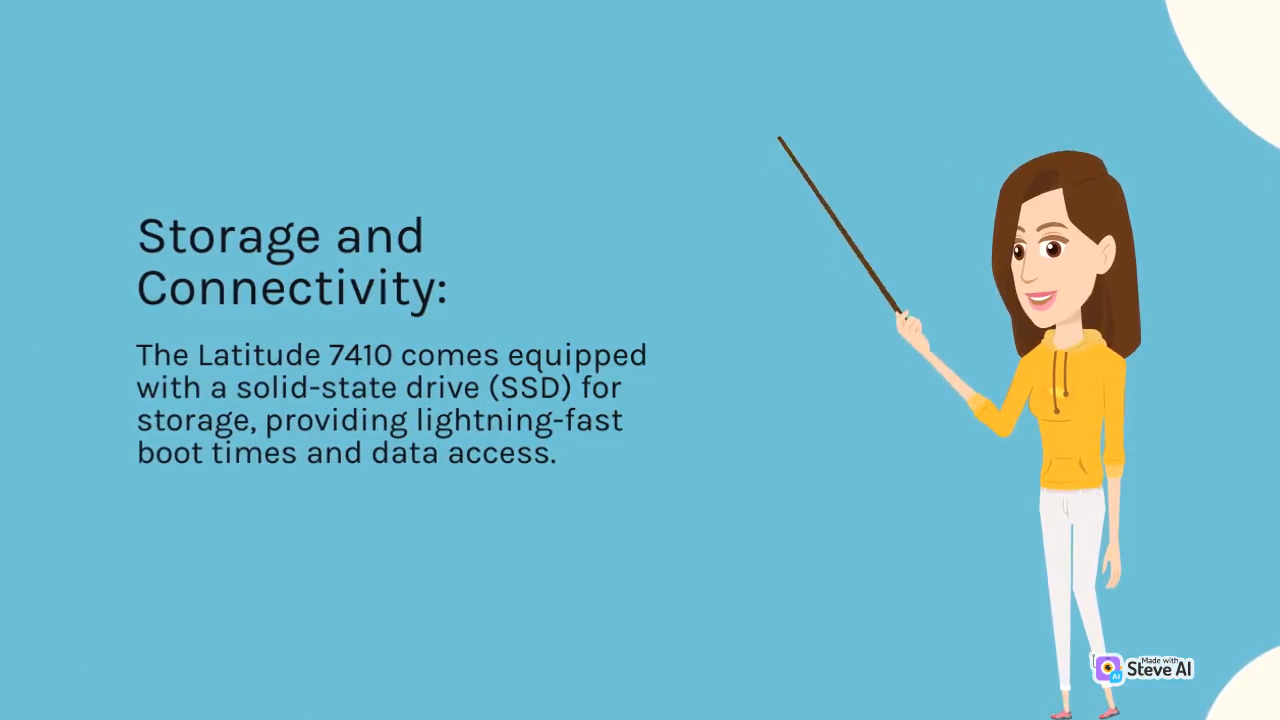 Storage and
Connectivity:
The Latitude 7410 comes equipped
with a solid-state drive (SSD) for
storage, providing lightning-fast
boot times and data access.
Made with
AI
Steve AI